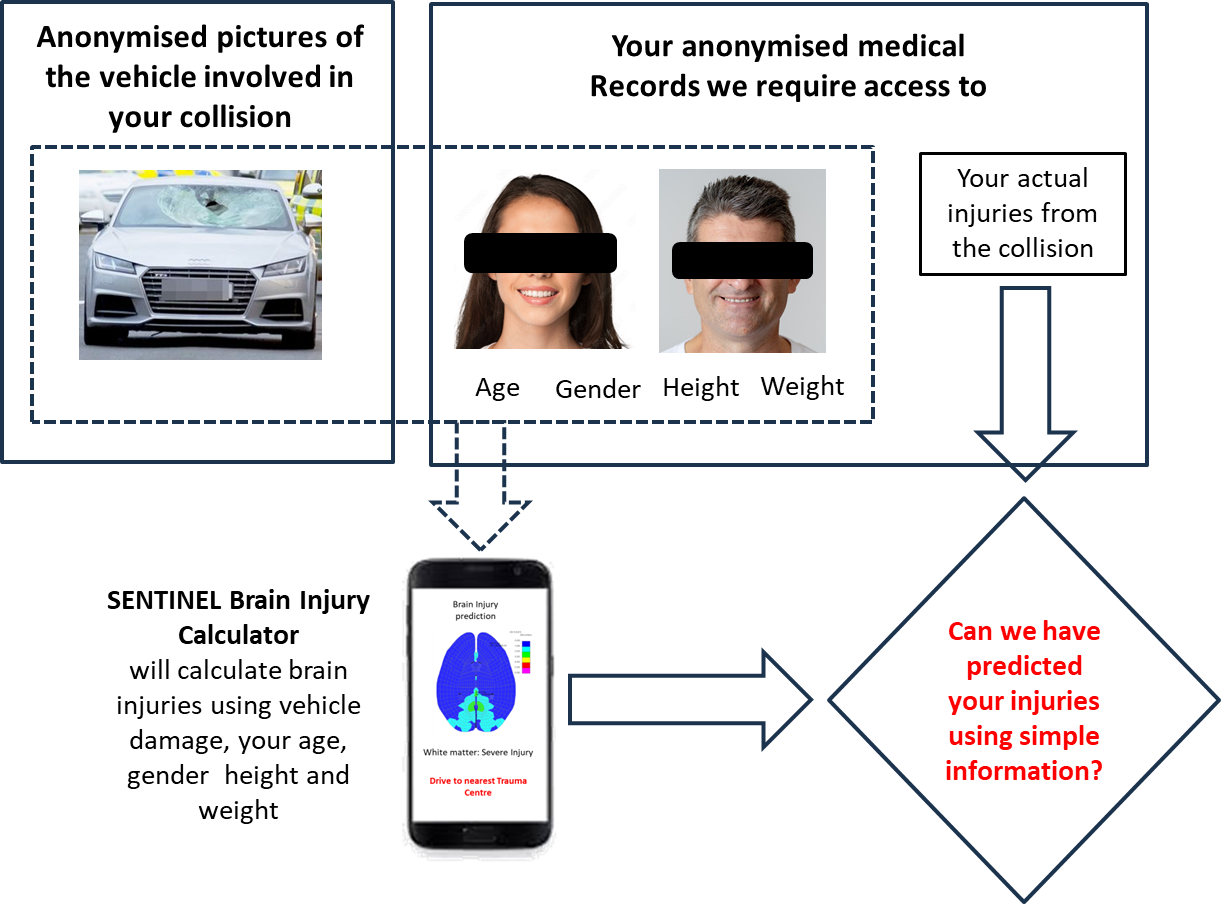 Anonymised pictures of
the vehicle involved in
your collision
Your anonymised medical
Records we require access to
Your actual
injuries from
the collision
Age
Gender
Height
Weight
SENTINEL Brain Injury
Calculator
will calculate brain
injuries using vehicle
damage, your age,
gender height and
weight
Brain Injury
prediction
White matter: Severe Injury
Drive to nearest Trauma
Centre
Can we have
predicted
your injuries
using simple
information?